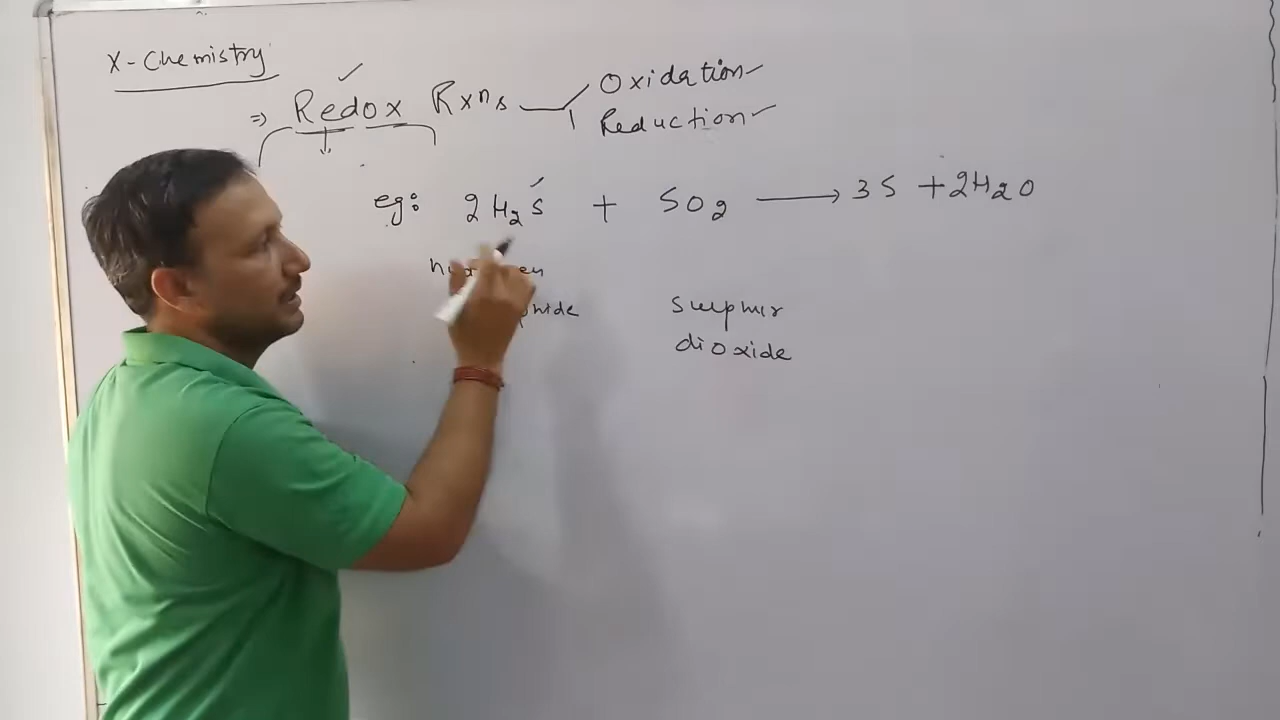 X-Chemistry
⇒ Redox Rxns
Oxidation
Reduction
eg: 2H₂S + SO₂ → 3S + 2H₂O
Sulphur
dioxide